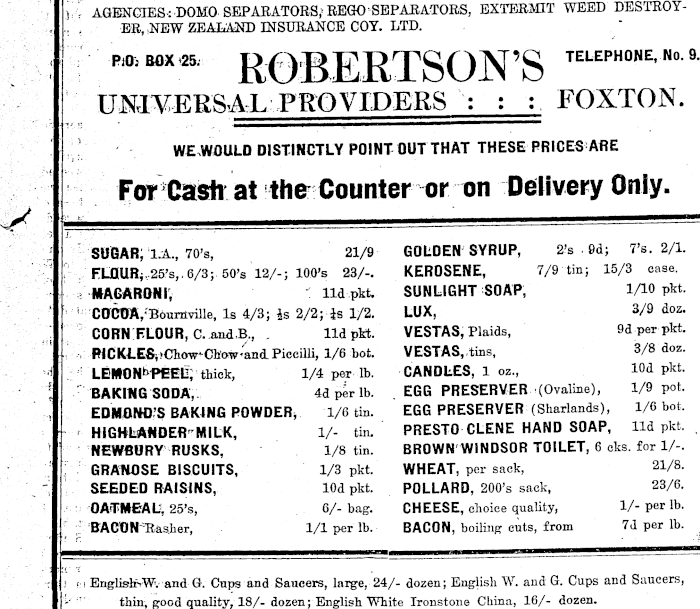 AGENCIES: DOMO SEPARATORS, REGO SEPARATORS, EXTERMIT WEED DESTROY-
ER, NEW ZEALAND INSURANCE COY. LTD.
P.O. BOX 25.
ROBERTSON'S
TELEPHONE, No. 9.
UNIVERSAL PROVIDERS : : : FOXTON.
WE WOULD DISTINCTLY POINT OUT THAT THESE PRICES ARE
For Cash at the Counter or on Delivery Only.
SUGAR, 1.A., 70's, 21/9
FLOUR, 25's, 6/3; 50's 12/-; 100's 23/-.
MACARONI, 11d pkt.
COCOA, Bournville, 1s 4/3; ½s 2/2; ¼s 1/2.
CORN FLOUR, C. and B., 11d pkt.
PICKLES, Chow Chow and Piccilli, 1/6 bot.
LEMON PEEL, thick, 1/4 per lb.
BAKING SODA, 4d per lb.
EDMOND'S BAKING POWDER, 1/6 tin.
HIGHLANDER MILK, 1/- tin.
NEWBURY RUSKS, 1/8 tin.
GRANOSE BISCUITS, 1/3 pkt.
SEEDED RAISINS, 10d pkt.
OATMEAL, 25's, 6/- bag.
BACON Rasher, 1/1 per lb.
GOLDEN SYRUP, 2's 9d; 7's. 2/1.
KEROSENE, 7/9 tin; 15/3 case.
SUNLIGHT SOAP, 1/10 pkt.
LUX, 3/9 doz.
VESTAS, Plaids, 9d per pkt.
VESTAS, tins, 3/8 doz.
CANDLES, 1 oz., 10d pkt.
EGG PRESERVER (Ovaline), 1/9 pot.
EGG PRESERVER (Sharlands), 1/6 bot.
PRESTO CLENE HAND SOAP, 11d pkt.
BROWN WINDSOR TOILET, 6 cks. for 1/-.
WHEAT, per sack, 21/8.
POLLARD, 200's sack, 23/6.
CHEESE, choice quality, 1/- per lb.
BACON, boiling cuts, from 7d per lb.
English W. and G. Cups and Saucers, large, 24/- dozen; English W. and G. Cups and Saucers,
thin, good quality, 18/- dozen; English White Ironstone China, 16/- dozen.